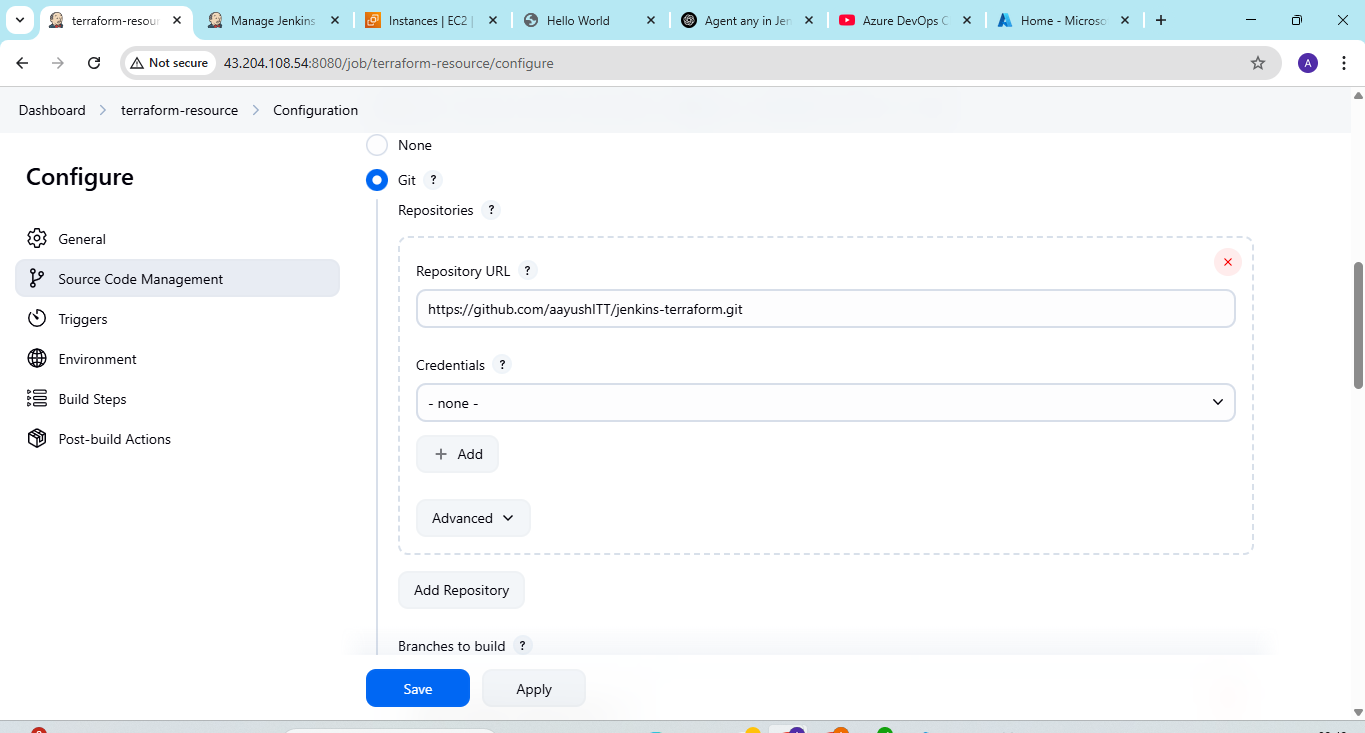 terraform-resour
Manage Jenkins
Instances | EC2 |
Hello World
Agent any in Jen
Azure DevOps C
Home - Microso
Not secure
43.204.108.54:8080/job/terraform-resource/configure
A
Dashboard
terraform-resource
Configuration
Configure
General
Source Code Management
Triggers
Environment
Build Steps
Post-build Actions
None
Git ?
Repositories ?
Repository URL ?
https://github.com/aayushITT/jenkins-terraform.git
Credentials ?
- none -
+ Add
Advanced
Add Repository
Branches to build ?
Save
Apply